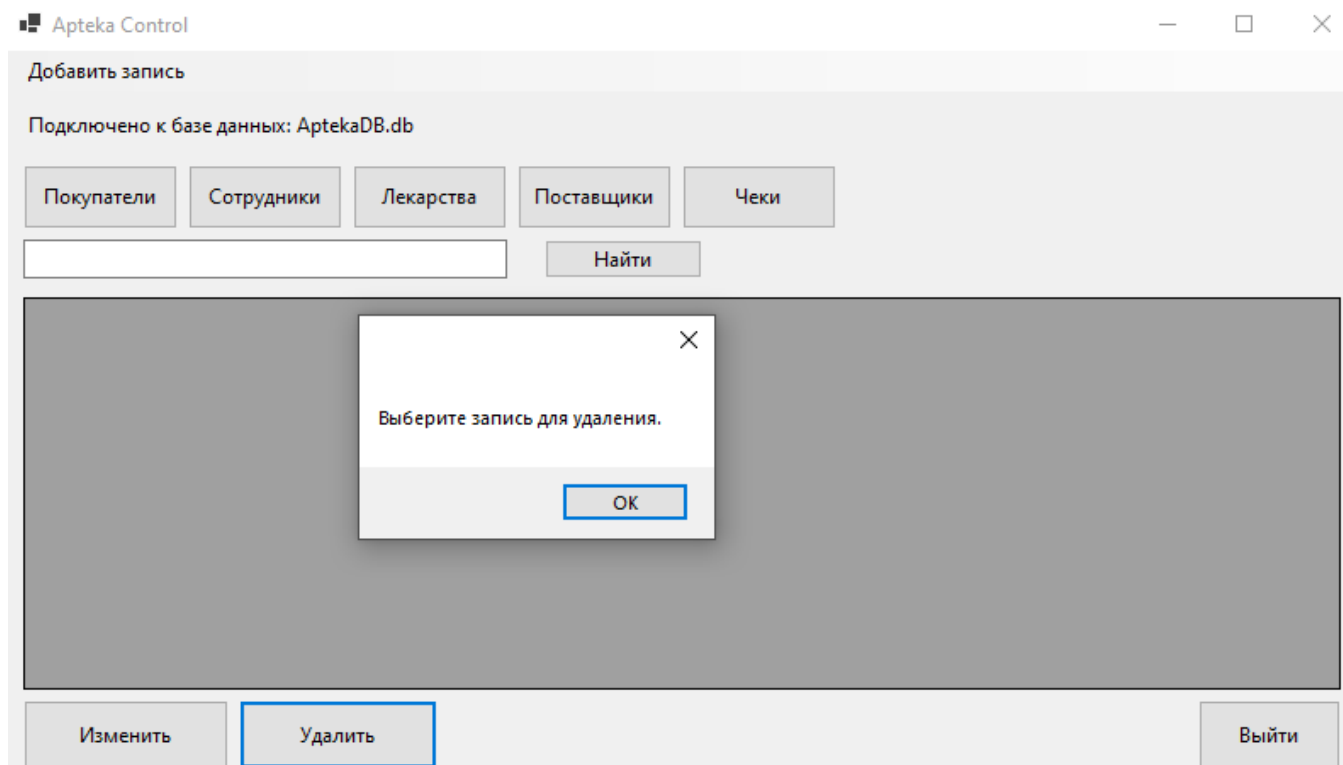 Apteka Control
Добавить запись
Подключено к базе данных: AptekaDB.db
Покупатели Сотрудники Лекарства Поставщики Чеки
Найти
Выберите запись для удаления.
ОК
Изменить Удалить Выйти